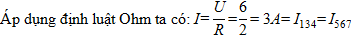 Áp dụng định luật Ohm ta có: I = U/R = 6/2 = 3A = I₁₃₄ = I₅₆₇